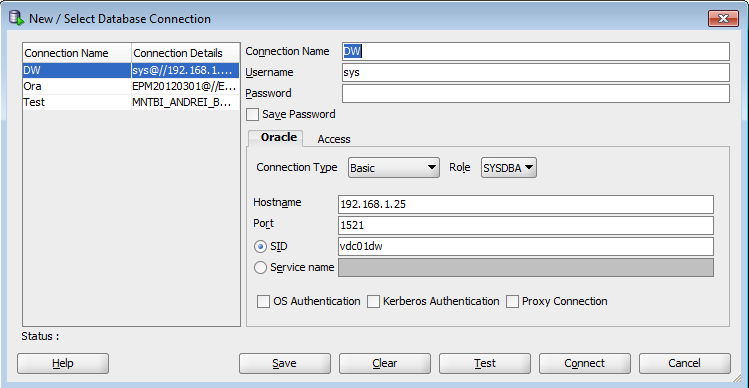 New / Select Database Connection
Connection Name Connection Details
DW sys@//192.168.1....
Ora EPM20120301@//E...
Test MNTBI_ANDREI_B...
Connection Name DW
Username sys
Password
Save Password
Oracle Access
Connection Type Basic Role SYSDBA
Hostname 192.168.1.25
Port 1521
SID vdc01dw
Service name
OS Authentication Kerberos Authentication Proxy Connection
Status :
Help Save Clear Test Connect Cancel